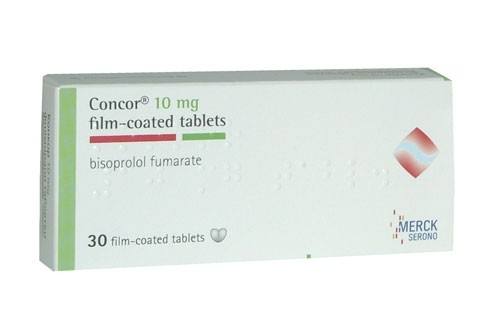 Concor® 10 mg
film-coated tablets
bisoprolol fumarate
30 film-coated tablets
MERCK
SERONO